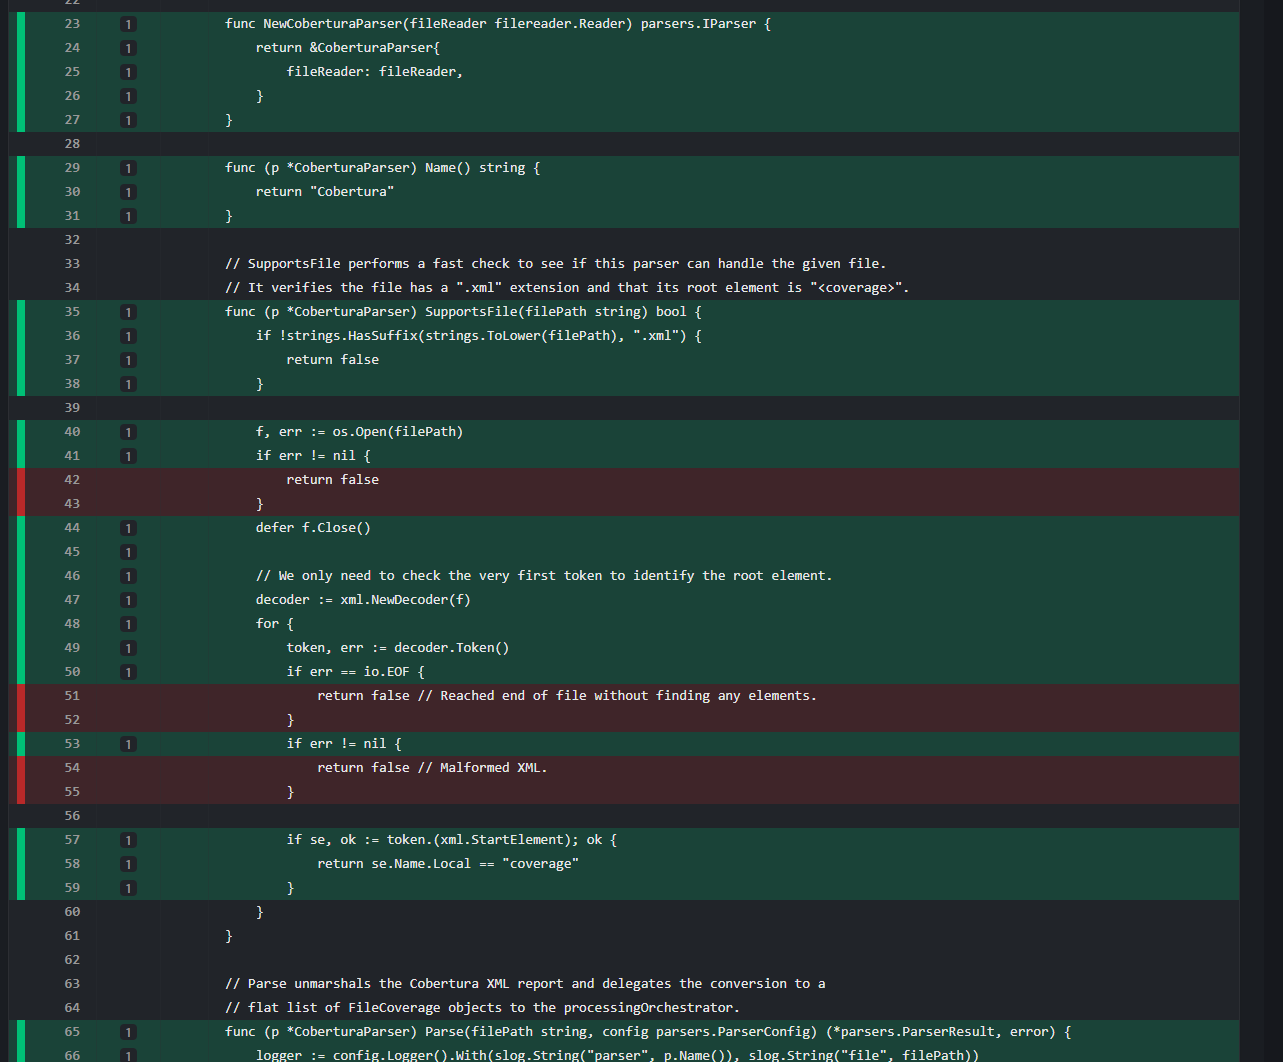 22
23 1 func NewCoberturaParser(fileReader filereader.Reader) parsers.IParser {
24 1 return &CoberturaParser{
25 1 fileReader: fileReader,
26 1 }
27 1 }
28
29 1 func (p *CoberturaParser) Name() string {
30 1 return "Cobertura"
31 1 }
32
33 // SupportsFile performs a fast check to see if this parser can handle the given file.
34 // It verifies the file has a ".xml" extension and that its root element is "<coverage>".
35 1 func (p *CoberturaParser) SupportsFile(filePath string) bool {
36 1 if !strings.HasSuffix(strings.ToLower(filePath), ".xml") {
37 1 return false
38 1 }
39
40 1 f, err := os.Open(filePath)
41 1 if err != nil {
42 return false
43 }
44 1 defer f.Close()
45 1
46 1 // We only need to check the very first token to identify the root element.
47 1 decoder := xml.NewDecoder(f)
48 1 for {
49 1 token, err := decoder.Token()
50 1 if err == io.EOF {
51 return false // Reached end of file without finding any elements.
52 }
53 1 if err != nil {
54 return false // Malformed XML.
55 }
56
57 1 if se, ok := token.(xml.StartElement); ok {
58 1 return se.Name.Local == "coverage"
59 1 }
60 }
61 }
62
63 // Parse unmarshals the Cobertura XML report and delegates the conversion to a
64 // flat list of FileCoverage objects to the processingOrchestrator.
65 1 func (p *CoberturaParser) Parse(filePath string, config parsers.ParserConfig) (*parsers.ParserResult, error) {
66 1 logger := config.Logger().With(slog.String("parser", p.Name()), slog.String("file", filePath))